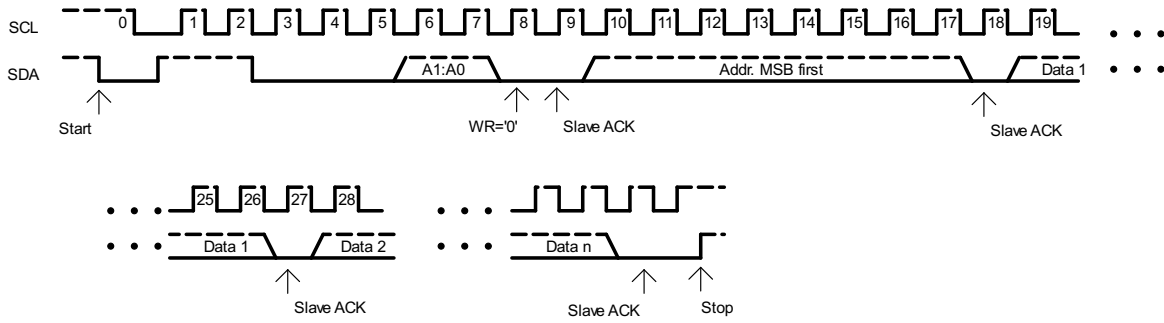 SCL 0 1 2 3 4 5 6 7 8 9 10 11 12 13 14 15 16 17 18 19
SDA A1:A0 Addr. MSB first Data 1
Start WR='0' Slave ACK Slave ACK
25 26 27 28
Data 1 Data 2 Data n
Slave ACK Slave ACK Stop